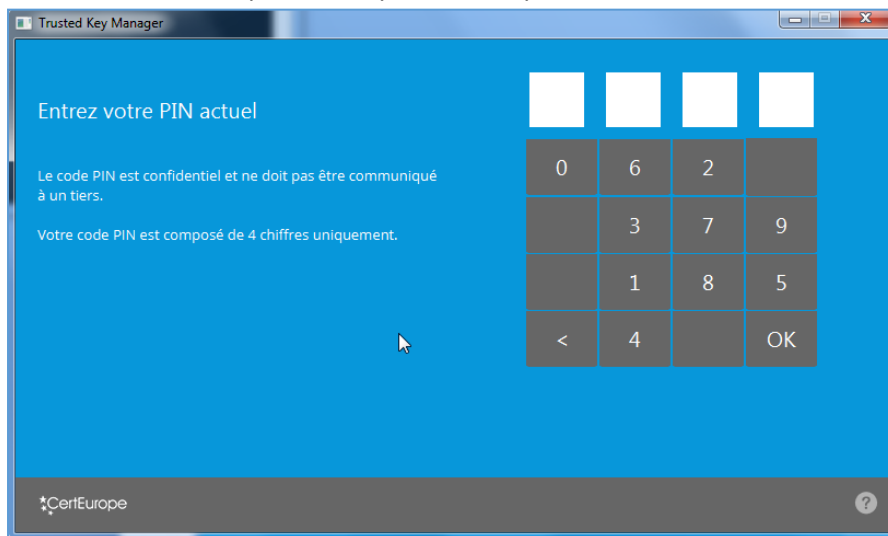 Trusted Key Manager
Entrez votre PIN actuel
Le code PIN est confidentiel et ne doit pas être communiqué
à un tiers.
Votre code PIN est composé de 4 chiffres uniquement.
0 6 2
3 7 9
1 8 5
< 4 OK
CertEurope
?